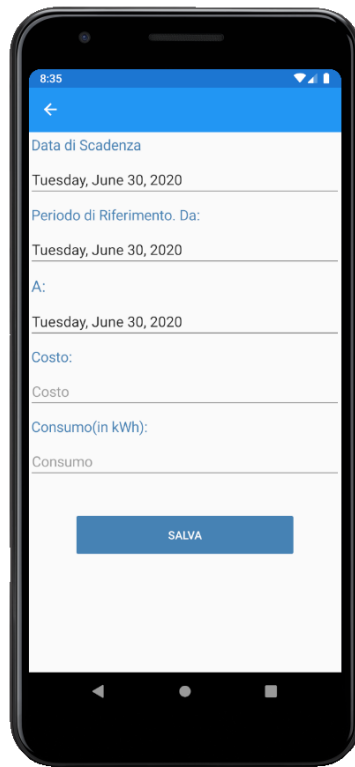 8:35
Data di Scadenza
Tuesday, June 30, 2020
Periodo di Riferimento. Da:
Tuesday, June 30, 2020
A:
Tuesday, June 30, 2020
Costo:
Costo
Consumo(in kWh):
Consumo
SALVA